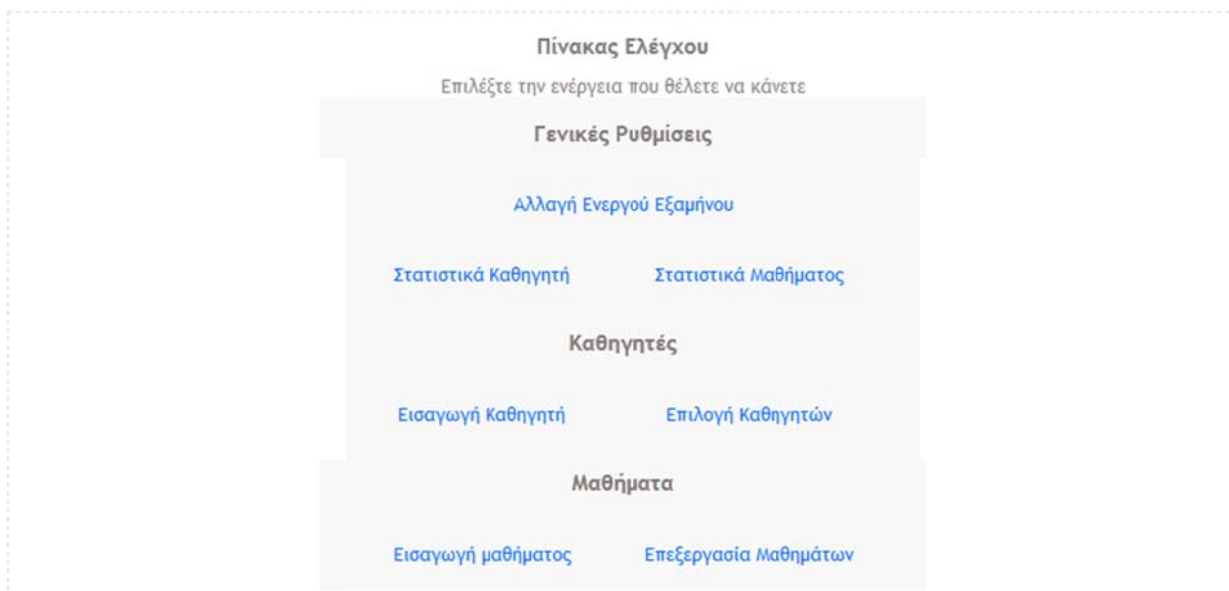 Πίνακας Ελέγχου
Επιλέξτε την ενέργεια που θέλετε να κάνετε
Γενικές Ρυθμίσεις
Αλλαγή Ενεργού Εξαμήνου
Στατιστικά Καθηγητή Στατιστικά Μαθήματος
Καθηγητές
Εισαγωγή Καθηγητή Επιλογή Καθηγητών
Μαθήματα
Εισαγωγή μαθήματος Επεξεργασία Μαθημάτων